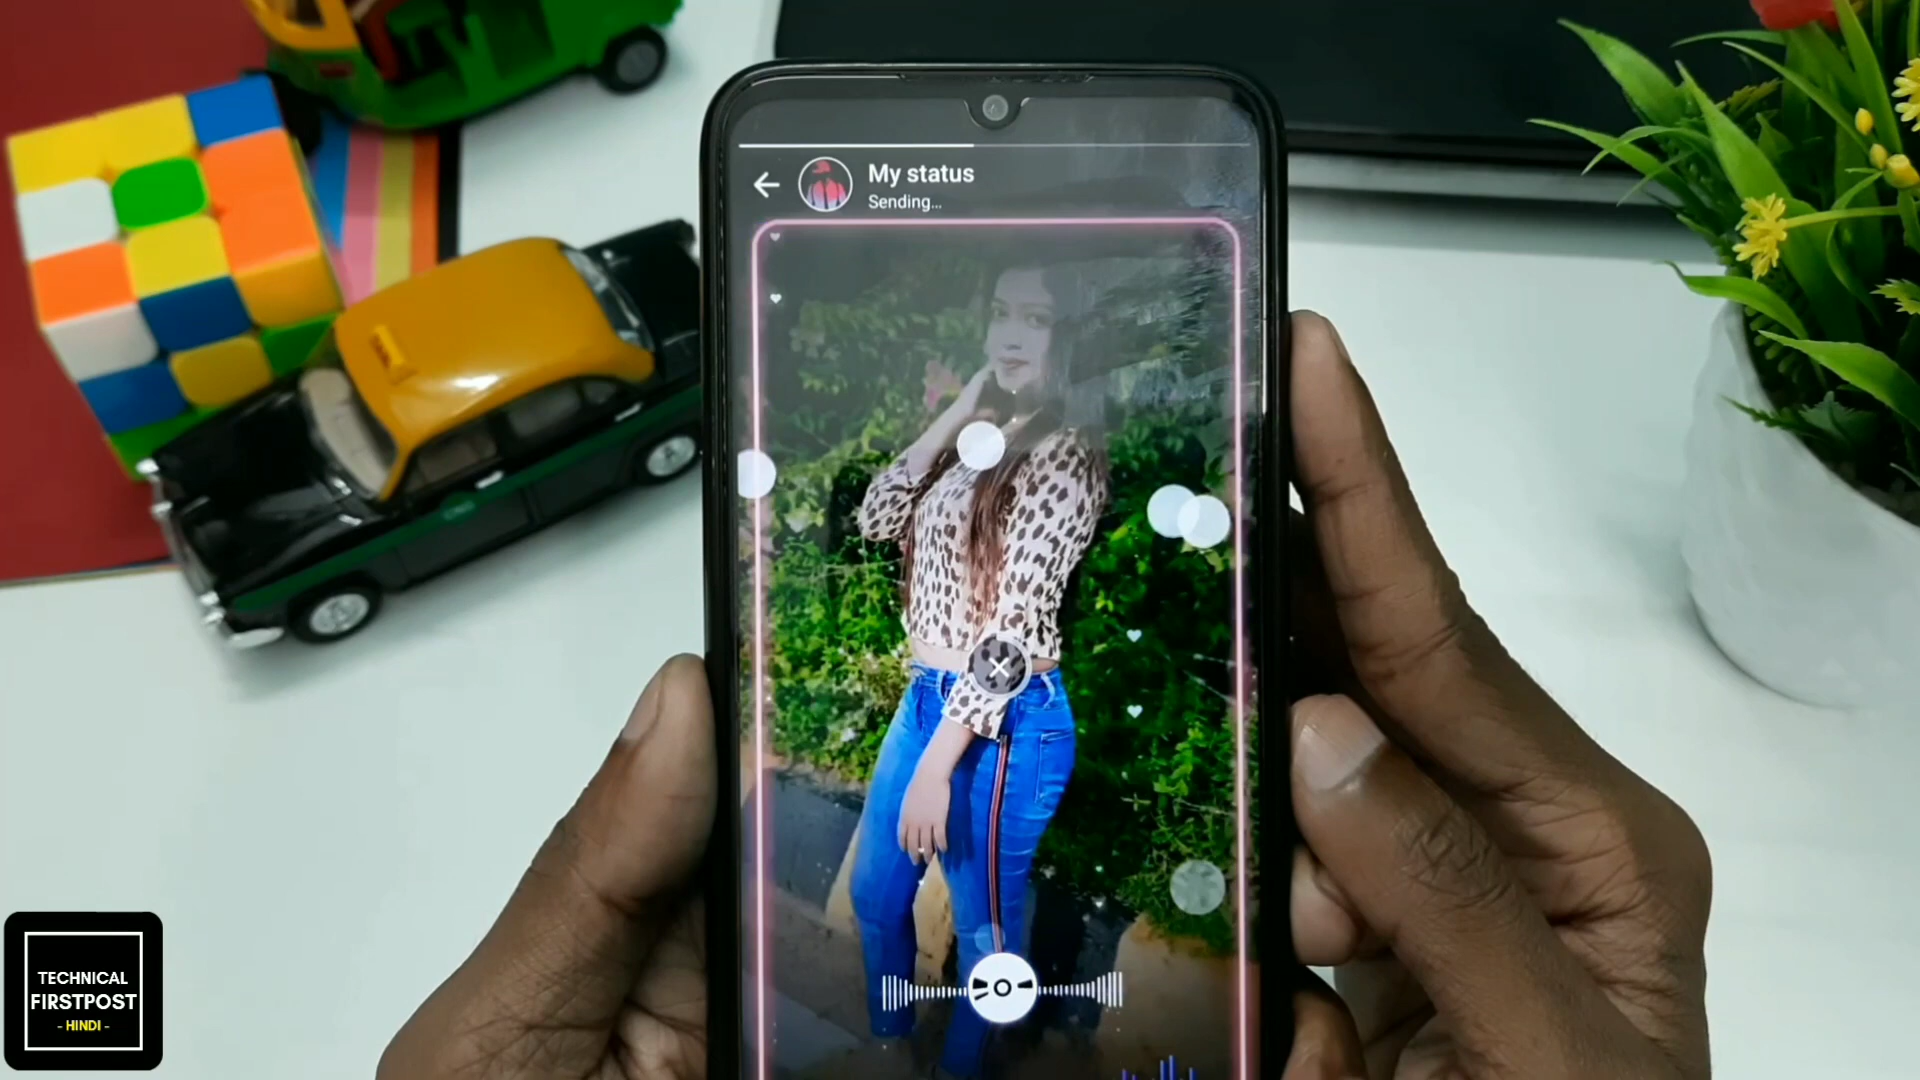 My status
Sending...
TECHNICAL
FIRSTPOST
- HINDI -